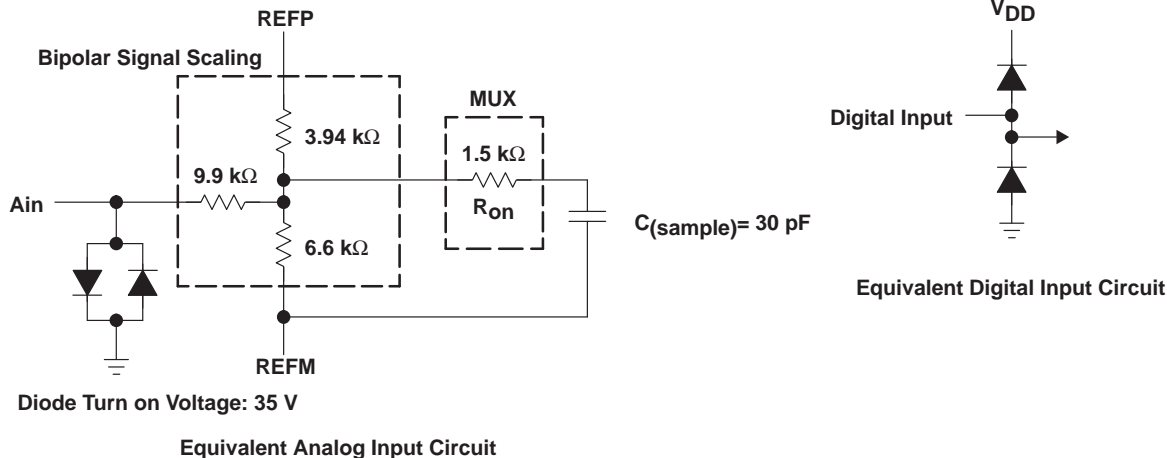 REFP
Bipolar Signal Scaling
3.94 kΩ
MUX
1.5 kΩ
Ron
9.9 kΩ
Ain
6.6 kΩ
C(sample)= 30 pF
REFM
Diode Turn on Voltage: 35 V
Equivalent Analog Input Circuit
VDD
Digital Input
Equivalent Digital Input Circuit